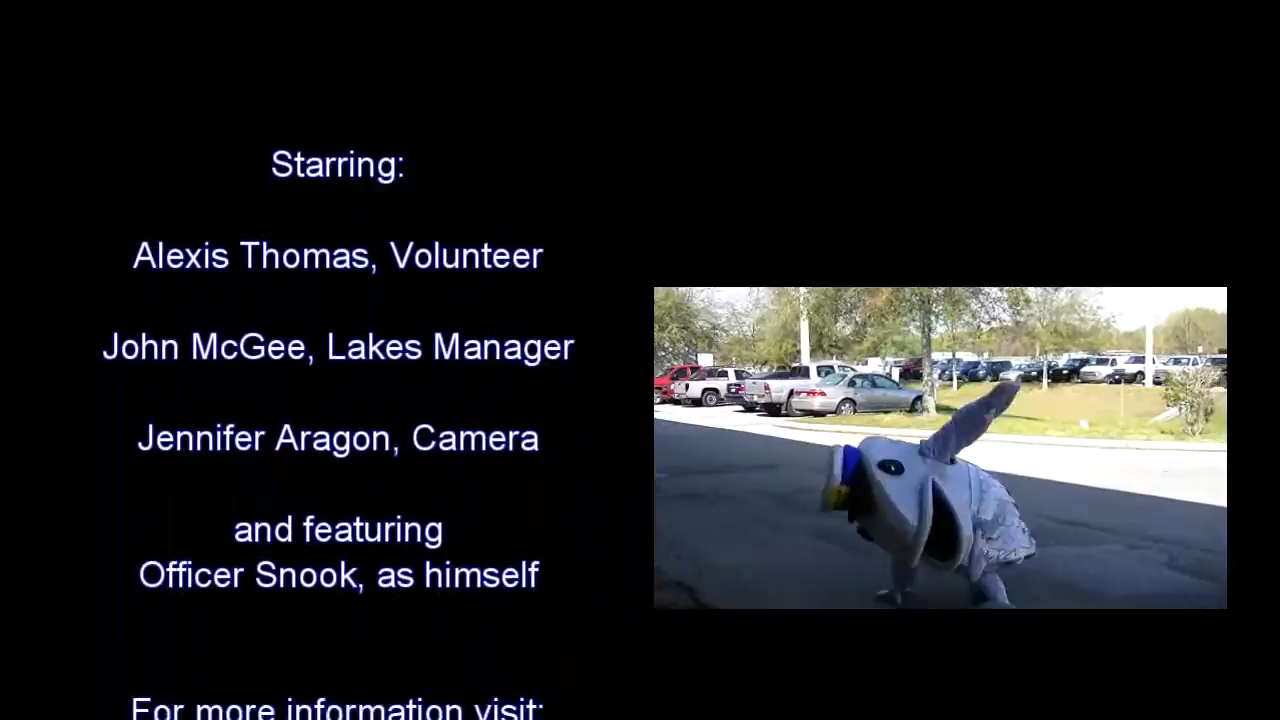 Starring:
Alexis Thomas, Volunteer
John McGee, Lakes Manager
Jennifer Aragon, Camera
and featuring
Officer Snook, as himself
For more information visit: